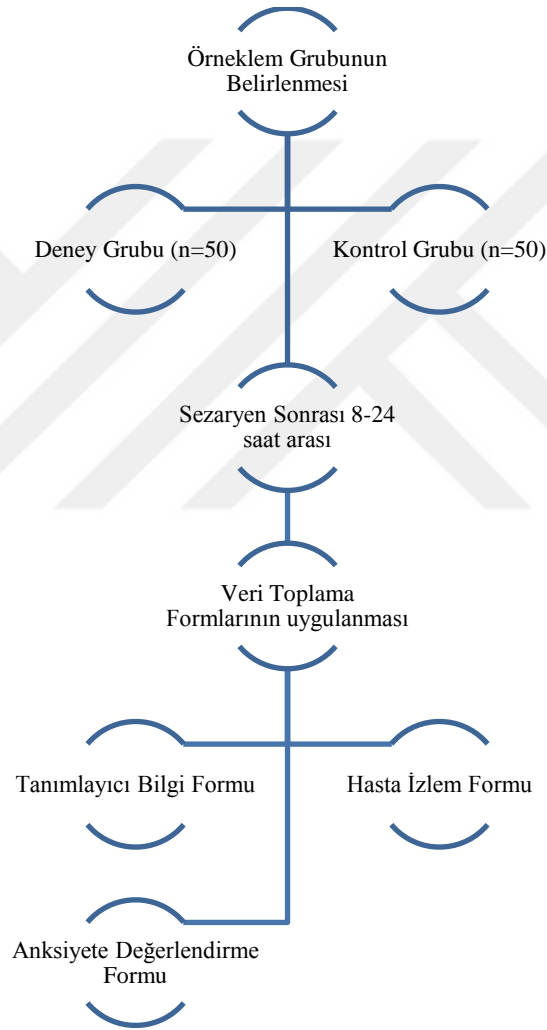 Örneklem Grubunun
Belirlenmesi
Deney Grubu (n=50)
Kontrol Grubu (n=50)
Sezaryen Sonrası 8-24
saat arası
Veri Toplama
Formlarının uygulanması
Tanımlayıcı Bilgi Formu
Hasta İzlem Formu
Anksiyete Değerlendirme
Formu